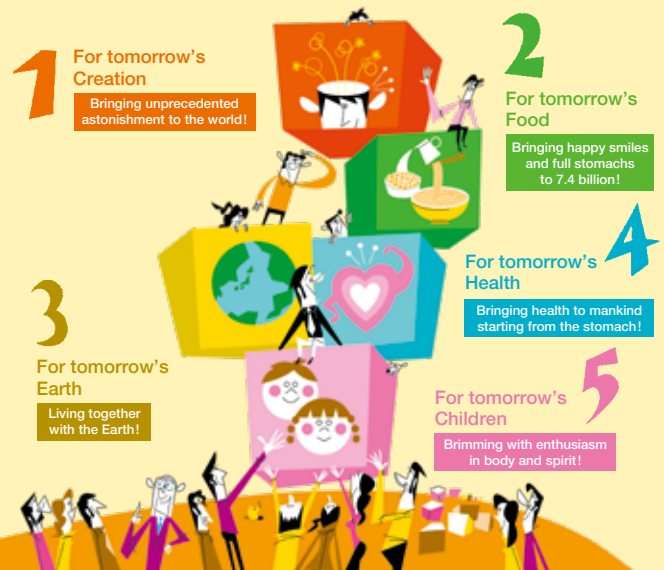 1
For tomorrow's
Creation
Bringing unprecedented
astonishment to the world!
2
For tomorrow's
Food
Bringing happy smiles
and full stomachs
to 7.4 billion!
3
For tomorrow's
Earth
Living together
with the Earth!
4
For tomorrow's
Health
Bringing health to mankind
starting from the stomach!
5
For tomorrow's
Children
Brimming with enthusiasm
in body and spirit!